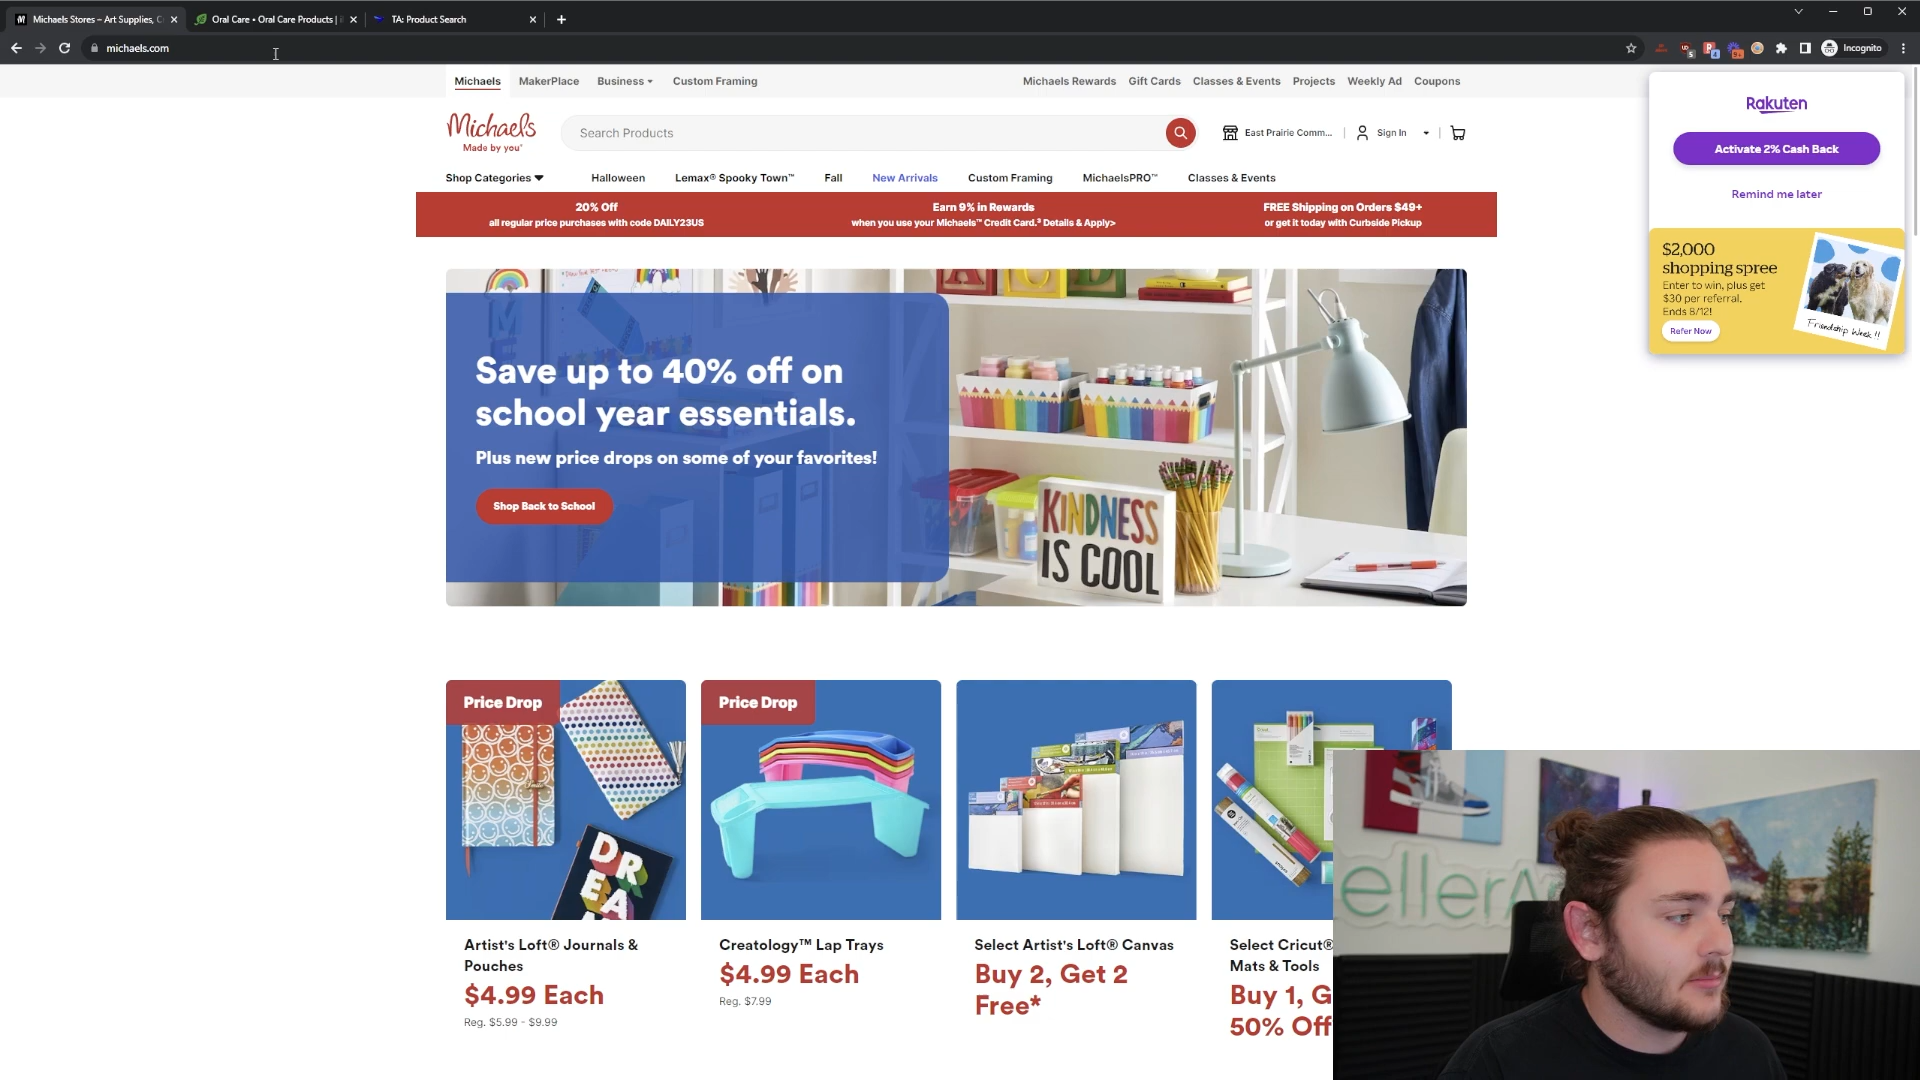 Michaels Stores – Art Supplies, C
Oral Care • Oral Care Products |
TA: Product Search
michaels.com
Incognito
Michaels
MakerPlace
Business
Custom Framing
Michaels Rewards
Gift Cards
Classes & Events
Projects
Weekly Ad
Coupons
Michaels
Made by you®
Search Products
East Prairie Comm...
Sign In
Shop Categories
Halloween
Lemax® Spooky Town™
Fall
New Arrivals
Custom Framing
MichaelsPRO™
Classes & Events
20% Off
all regular price purchases with code DAILY23US
Earn 9% in Rewards
when you use your Michaels™ Credit Card.³ Details & Apply>
FREE Shipping on Orders $49+
or get it today with Curbside Pickup
Rakuten
Activate 2% Cash Back
Remind me later
$2,000
shopping spree
Enter to win, plus get
$30 per referral.
Ends 8/12!
Refer Now
Friendship Week!!
Save up to 40% off on
school year essentials.
Plus new price drops on some of your favorites!
Shop Back to School
KINDNESS
IS COOL
Price Drop
DREA
Artist's Loft® Journals &
Pouches
$4.99 Each
Reg. $5.99 - $9.99
Price Drop
Creatology™ Lap Trays
$4.99 Each
Reg. $7.99
Select Artist's Loft® Canvas
Buy 2, Get 2
Free*
Select Cricut®
Mats & Tools
Buy 1, G
50% Off
ellerA